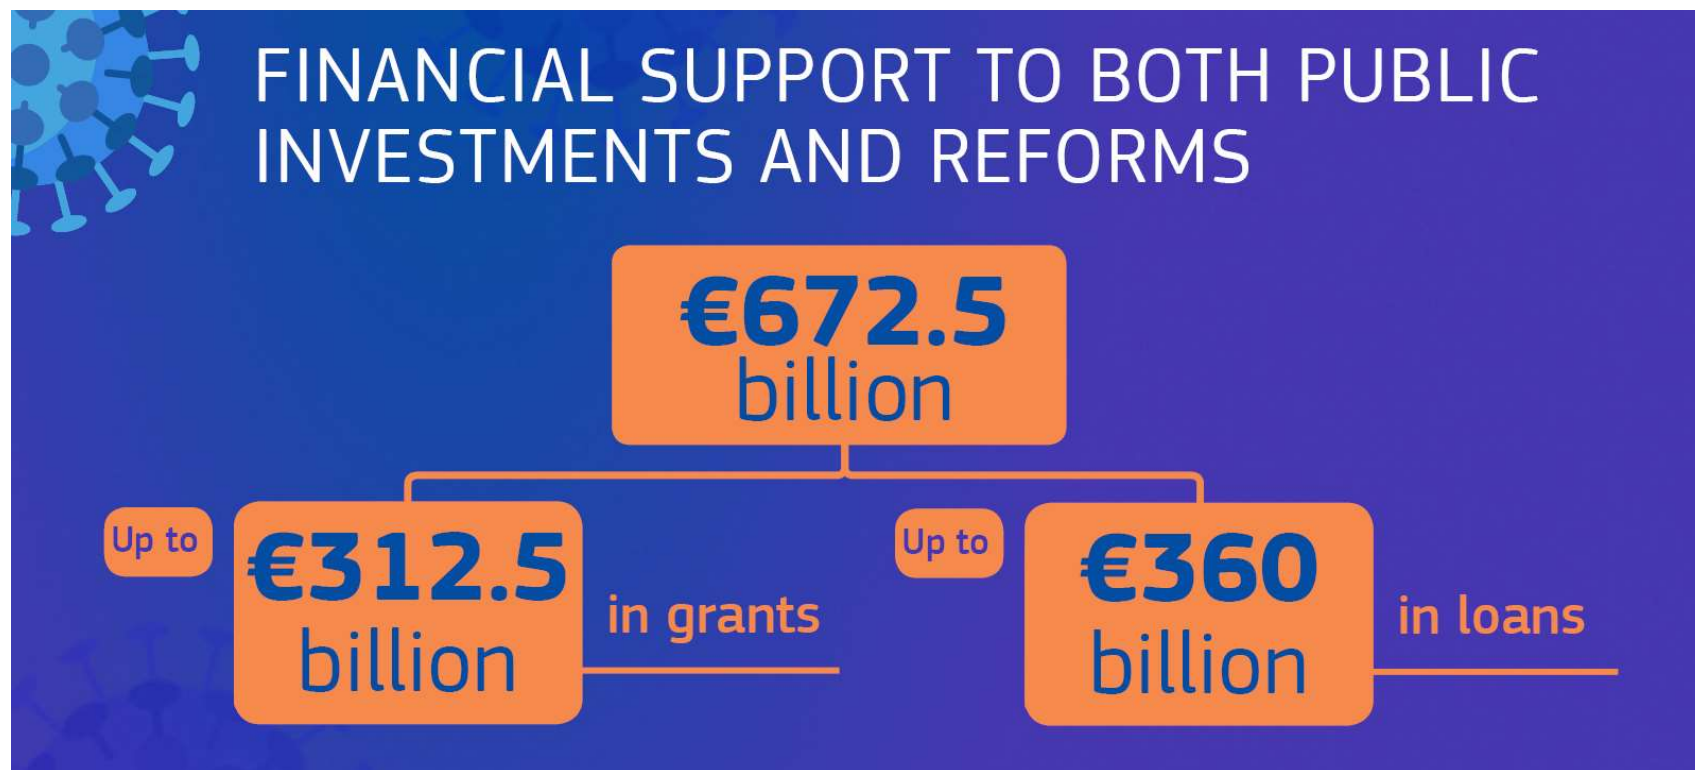 FINANCIAL SUPPORT TO BOTH PUBLIC
INVESTMENTS AND REFORMS
€672.5
billion
Up to
€312.5
billion
in grants
Up to
€360
billion
in loans